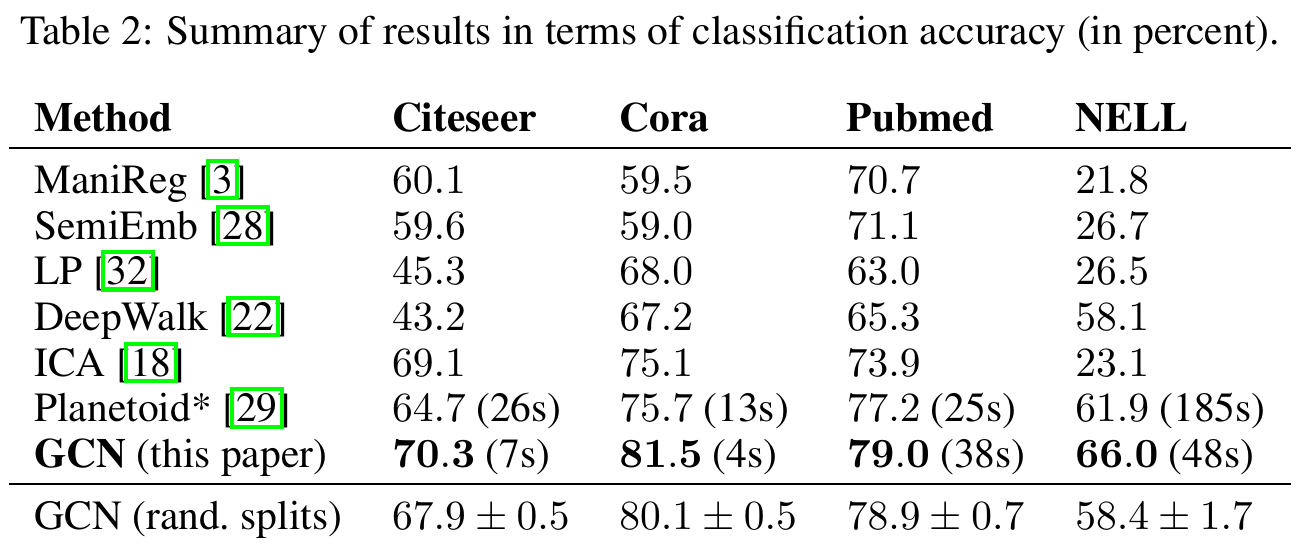 Table 2: Summary of results in terms of classification accuracy (in percent).
Method Citeseer Cora Pubmed NELL
ManiReg [3] 60.1 59.5 70.7 21.8
SemiEmb [28] 59.6 59.0 71.1 26.7
LP [32] 45.3 68.0 63.0 26.5
DeepWalk [22] 43.2 67.2 65.3 58.1
ICA [18] 69.1 75.1 73.9 23.1
Planetoid* [29] 64.7 (26s) 75.7 (13s) 77.2 (25s) 61.9 (185s)
GCN (this paper) 70.3 (7s) 81.5 (4s) 79.0 (38s) 66.0 (48s)
GCN (rand. splits) 67.9 ± 0.5 80.1 ± 0.5 78.9 ± 0.7 58.4 ± 1.7